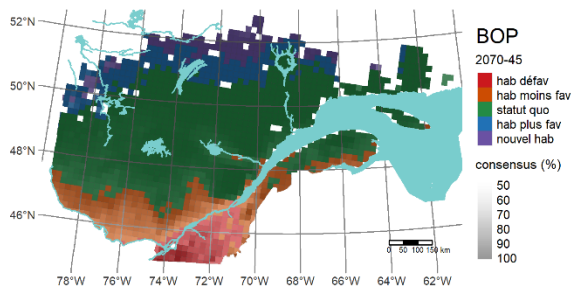 BOP
2070-45
hab défav
hab moins fav
statut quo
hab plus fav
nouvel hab
consensus (%)
50
60
70
80
90
100
52°N
50°N
48°N
46°N
0 50 100 150 km
78°W 76°W 74°W 72°W 70°W 68°W 66°W 64°W 62°W